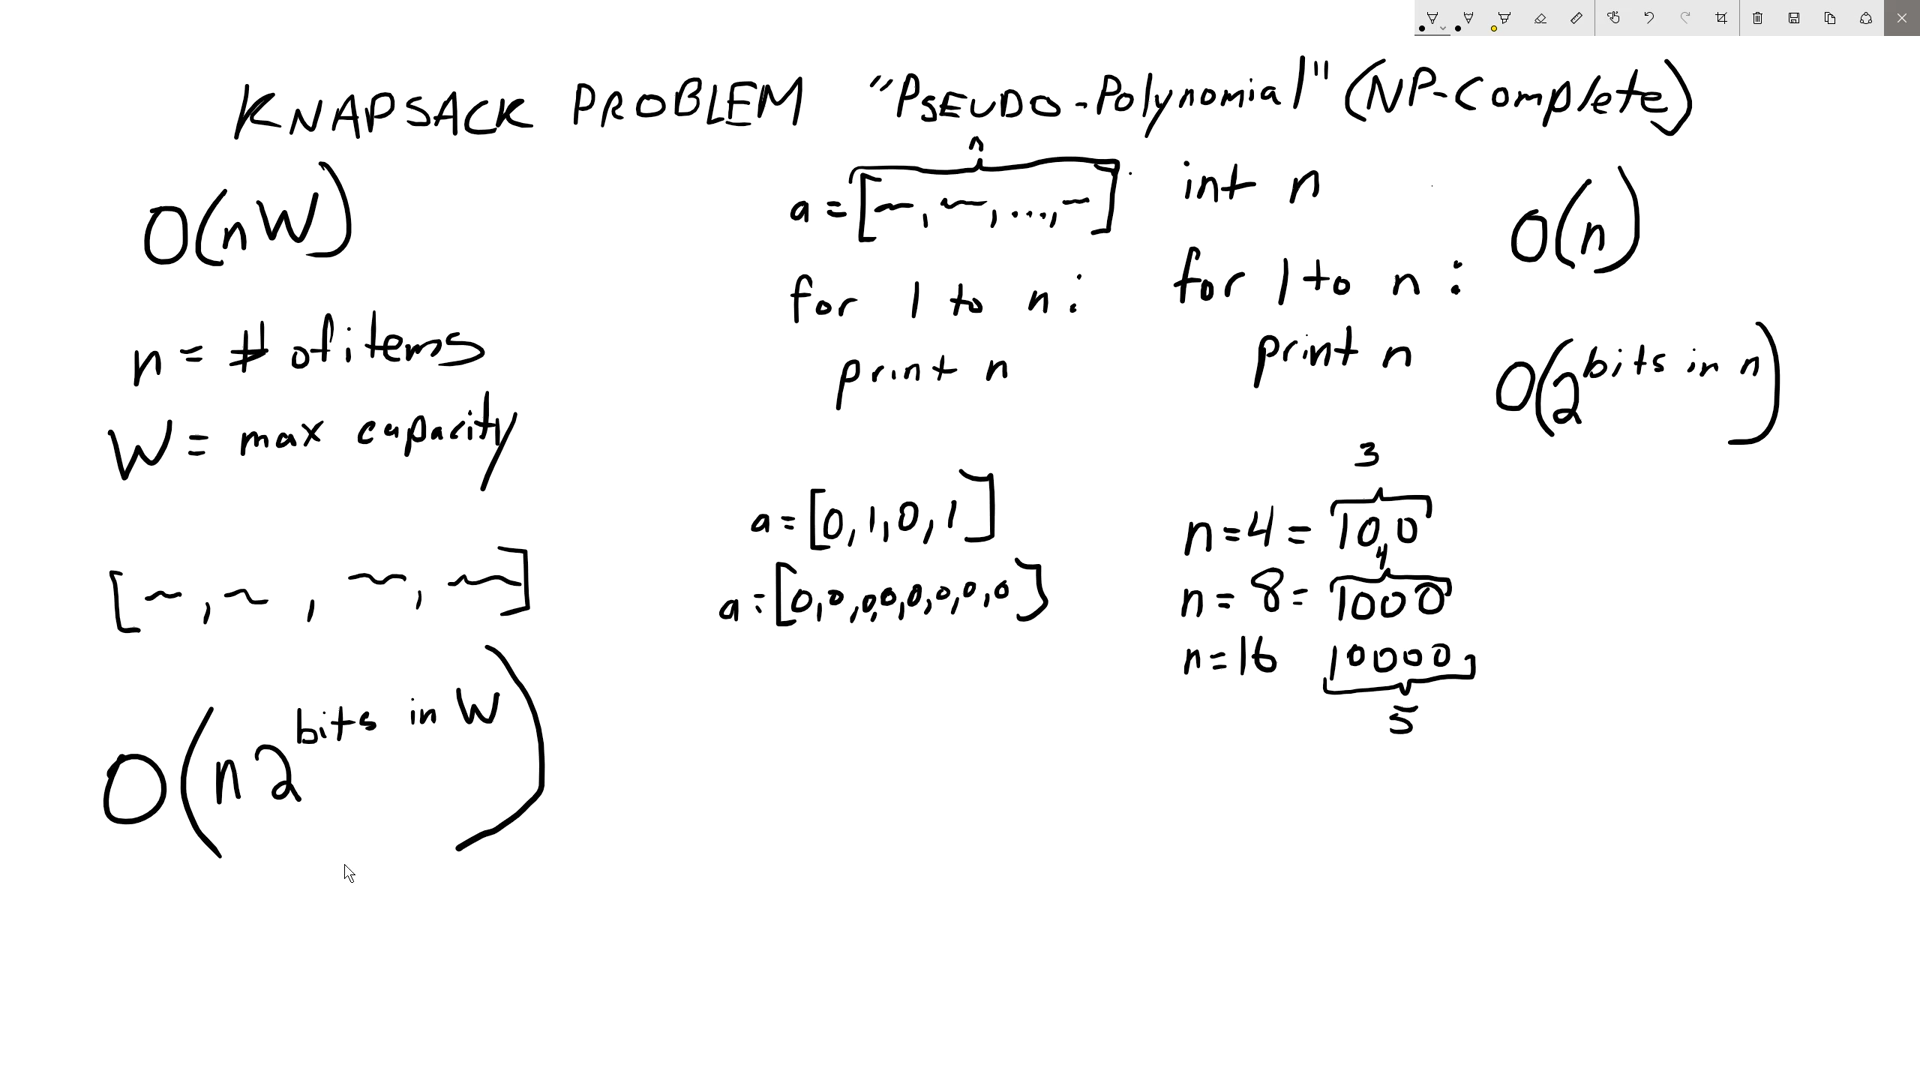 KNAPSACK PROBLEM "PSEUDO-Polynomial" (NP-Complete)
O(nW)
n = # of items
W = max capacity
[~, ~, ~, ~]
O(n2^bits in W)
n
a = [~, ~, ..., ~]
for 1 to n:
print n
a = [0,1,0,1]
a = [0,0,0,0,0,0,0,0]
int n
for 1 to n:
print n
O(n)
O(2^bits in n)
3
n=4= 100
4
n=8= 1000
n=16 10000
5